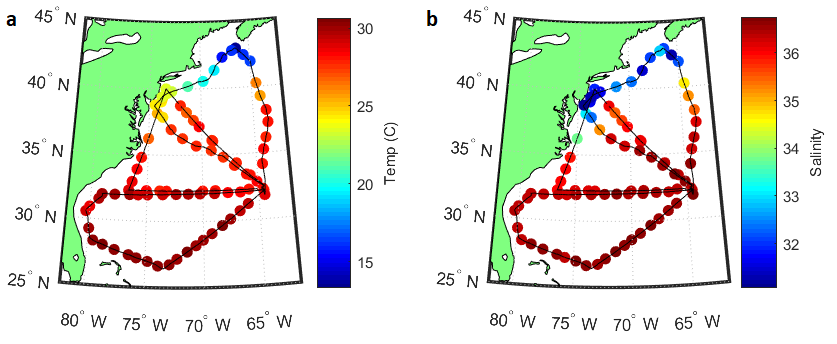 a
45° N
40° N
35° N
30° N
25° N
80° W 75° W 70° W 65° W
30
25
20
15
Temp (C)
b
45° N
40° N
35° N
30° N
25° N
80° W 75° W 70° W 65° W
36
35
34
33
32
Salinity